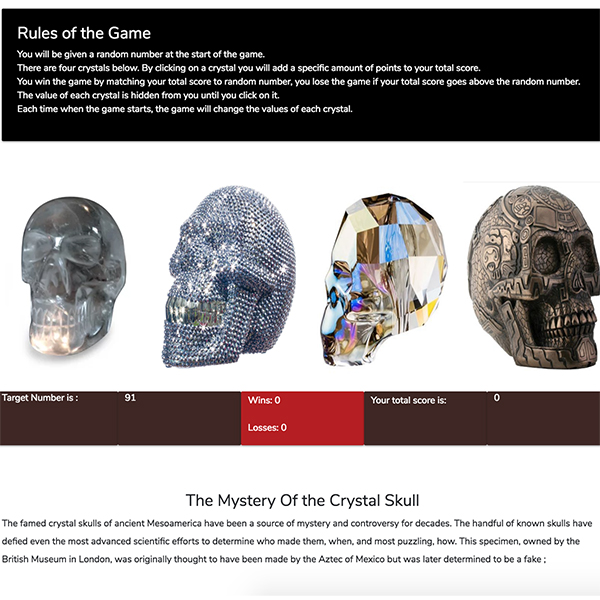 Rules of the Game
You will be given a random number at the start of the game.
There are four crystals below. By clicking on a crystal you will add a specific amount of points to your total score.
You win the game by matching your total score to random number, you lose the game if your total score goes above the random number.
The value of each crystal is hidden from you until you click on it.
Each time when the game starts, the game will change the values of each crystal.
Target Number is :
91
Wins: 0
Losses: 0
Your total score is:
0
The Mystery Of the Crystal Skull
The famed crystal skulls of ancient Mesoamerica have been a source of mystery and controversy for decades. The handful of known skulls have
defied even the most advanced scientific efforts to determine who made them, when, and most puzzling, how. This specimen, owned by the
British Museum in London, was originally thought to have been made by the Aztec of Mexico but was later determined to be a fake ;